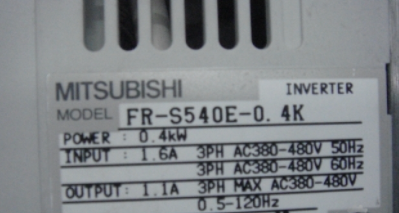 MITSUBISHI INVERTER
MODEL FR-S540E-0.4K
POWER : 0.4kW
INPUT : 1.6A 3PH AC380-480V 50Hz
3PH AC380-480V 60Hz
OUTPUT: 1.1A 3PH MAX AC380-480V
0.5-120Hz